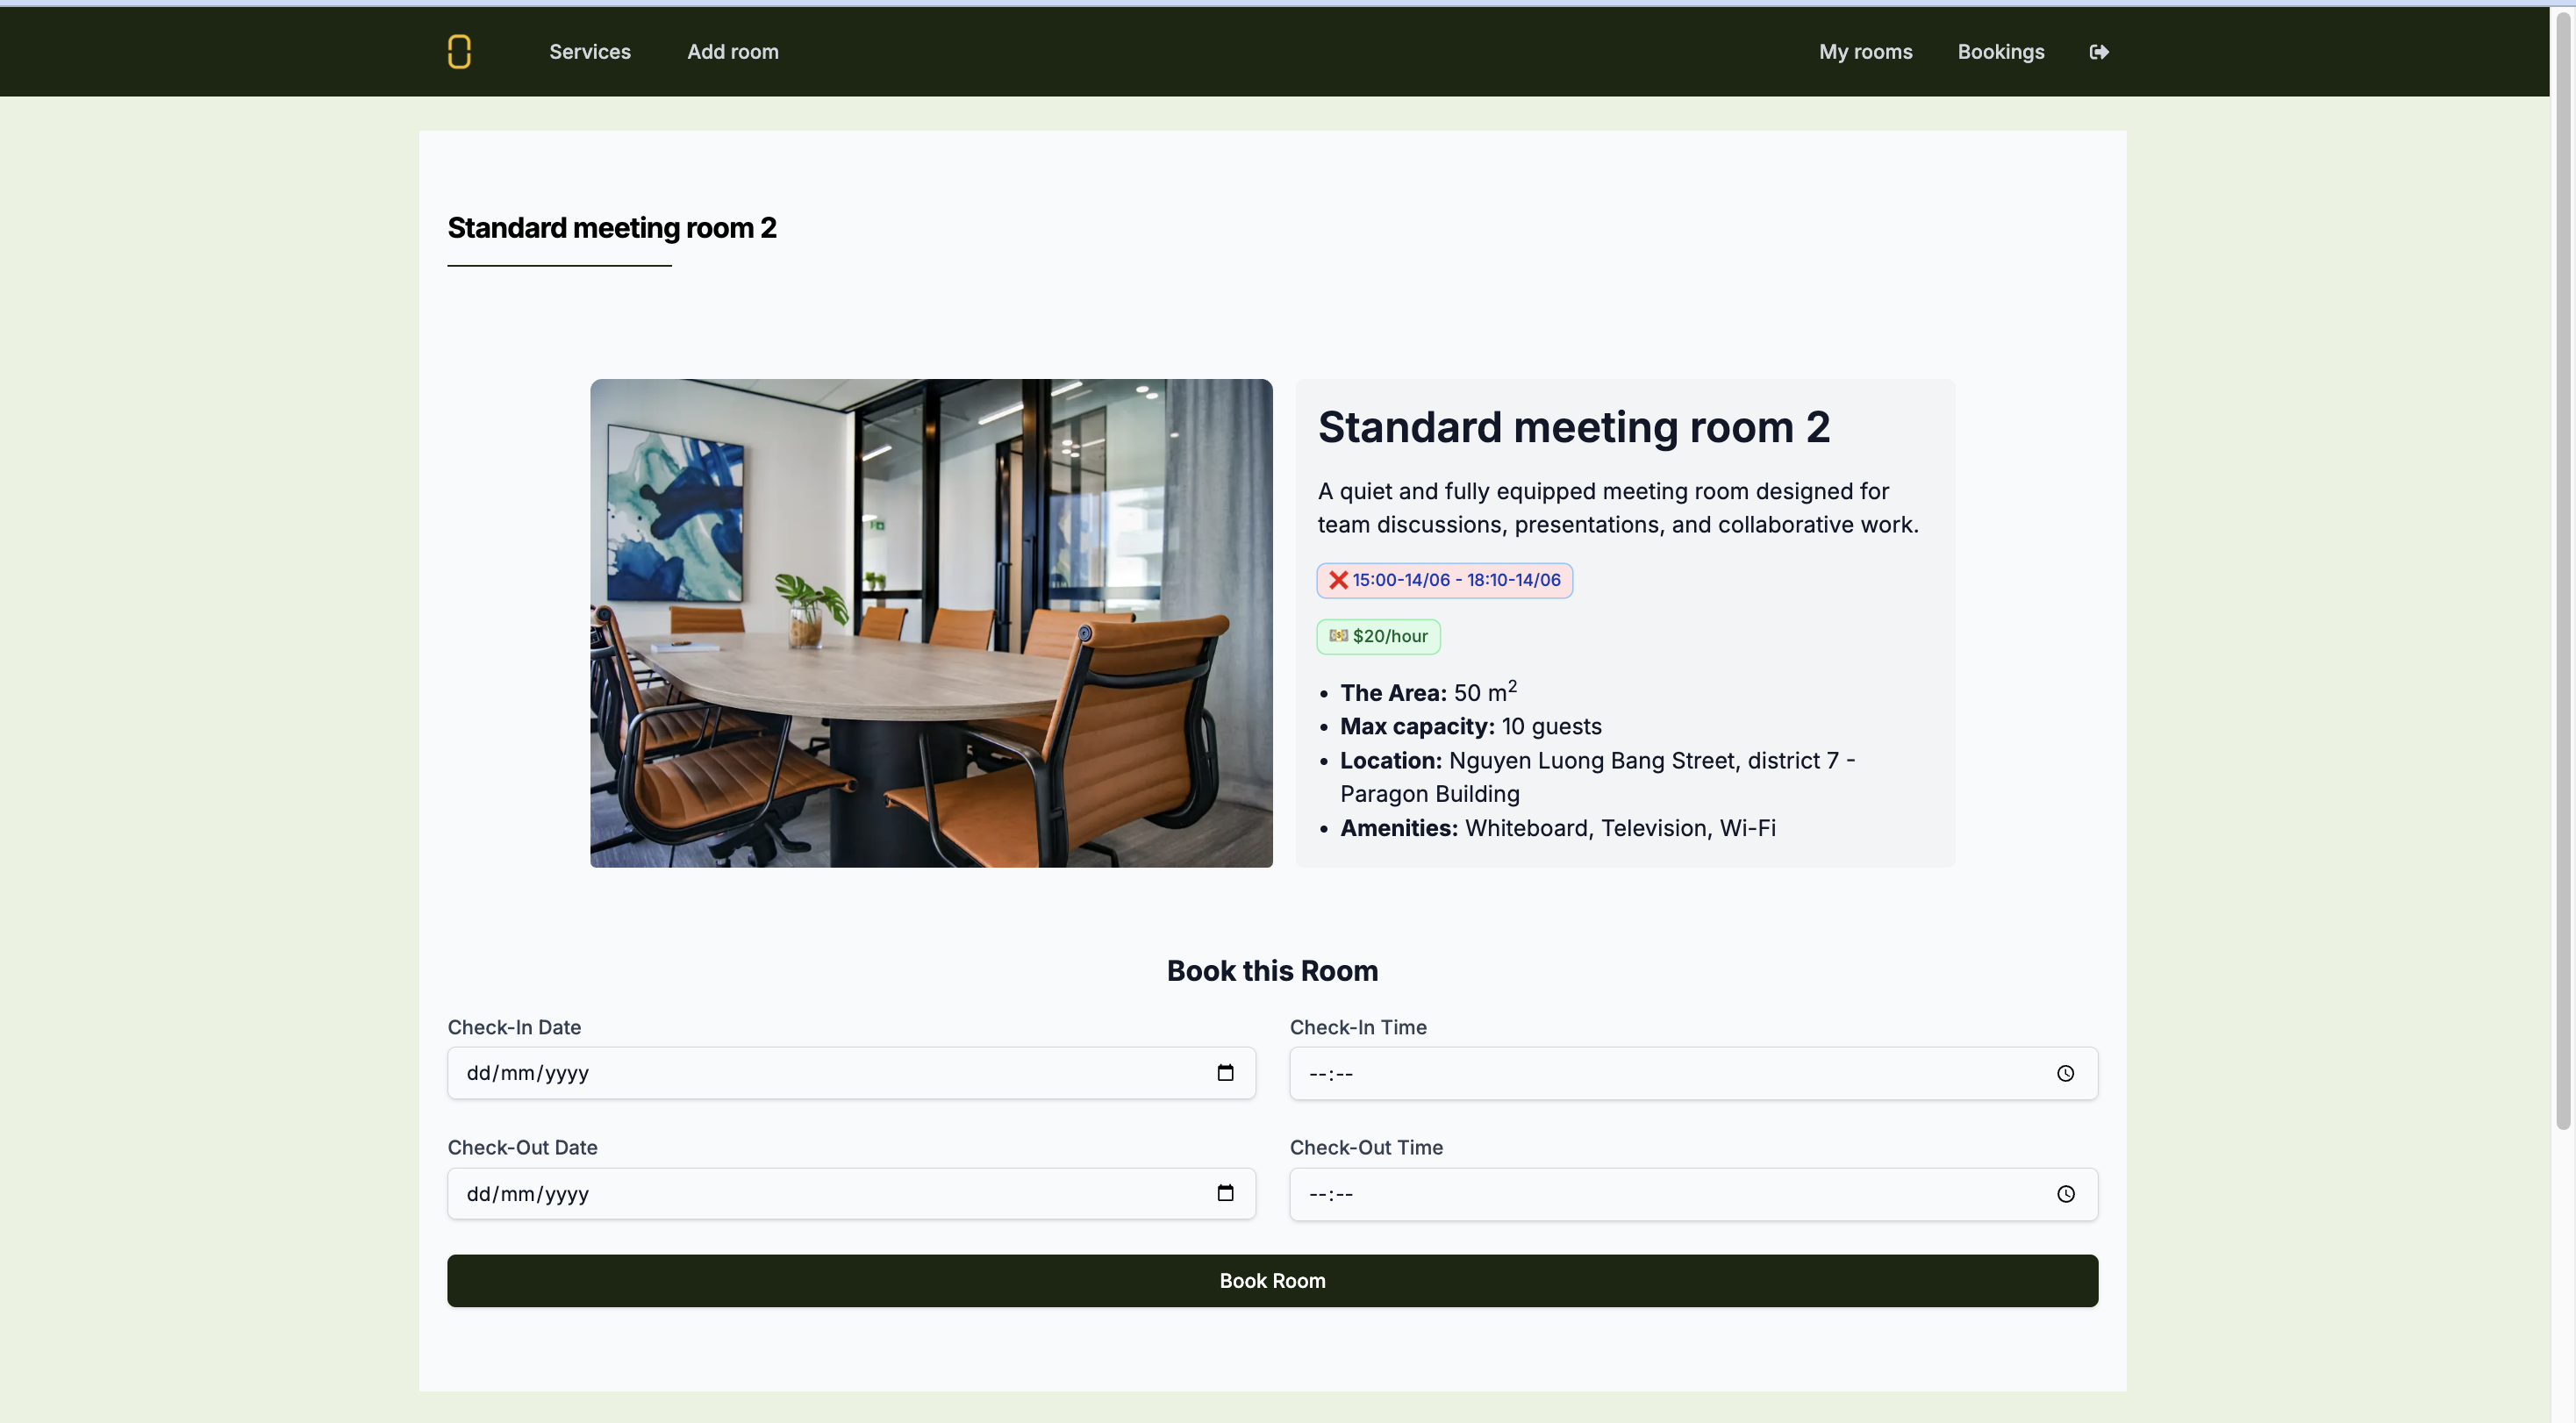 Services Add room My rooms Bookings
Standard meeting room 2
Standard meeting room 2
A quiet and fully equipped meeting room designed for
team discussions, presentations, and collaborative work.
❌ 15:00-14/06 - 18:10-14/06
💵 $20/hour
• The Area: 50 m²
• Max capacity: 10 guests
• Location: Nguyen Luong Bang Street, district 7 -
Paragon Building
• Amenities: Whiteboard, Television, Wi-Fi
Book this Room
Check-In Date Check-In Time
dd/mm/yyyy --:--
Check-Out Date Check-Out Time
dd/mm/yyyy --:--
Book Room